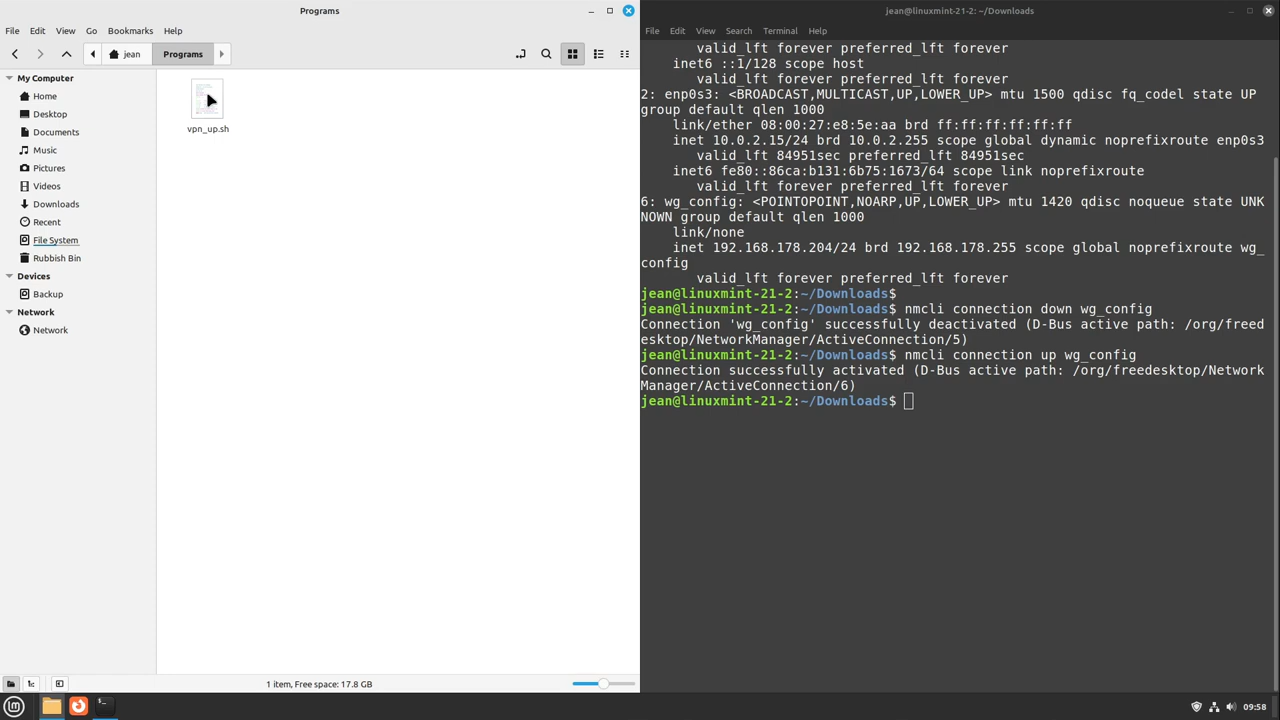 Programs
File Edit View Go Bookmarks Help
jean Programs
My Computer
Home
Desktop
Documents
Music
Pictures
Videos
Downloads
Recent
File System
Rubbish Bin
Devices
Backup
Network
Network
vpn_up.sh
1 item, Free space: 17.8 GB
jean@linuxmint-21-2: ~/Downloads
File Edit View Search Terminal Help
valid_lft forever preferred_lft forever
inet6 ::1/128 scope host
valid_lft forever preferred_lft forever
2: enp0s3: <BROADCAST,MULTICAST,UP,LOWER_UP> mtu 1500 qdisc fq_codel state UP
group default qlen 1000
link/ether 08:00:27:e8:5e:aa brd ff:ff:ff:ff:ff:ff
inet 10.0.2.15/24 brd 10.0.2.255 scope global dynamic noprefixroute enp0s3
valid_lft 84951sec preferred_lft 84951sec
inet6 fe80::86ca:b131:6b75:1673/64 scope link noprefixroute
valid_lft forever preferred_lft forever
6: wg_config: <POINTOPOINT,NOARP,UP,LOWER_UP> mtu 1420 qdisc noqueue state UNK
NOWN group default qlen 1000
link/none
inet 192.168.178.204/24 brd 192.168.178.255 scope global noprefixroute wg_
config
valid_lft forever preferred_lft forever
jean@linuxmint-21-2:~/Downloads$
jean@linuxmint-21-2:~/Downloads$ nmcli connection down wg_config
Connection 'wg_config' successfully deactivated (D-Bus active path: /org/freed
esktop/NetworkManager/ActiveConnection/5)
jean@linuxmint-21-2:~/Downloads$ nmcli connection up wg_config
Connection successfully activated (D-Bus active path: /org/freedesktop/Network
Manager/ActiveConnection/6)
jean@linuxmint-21-2:~/Downloads$
09:58